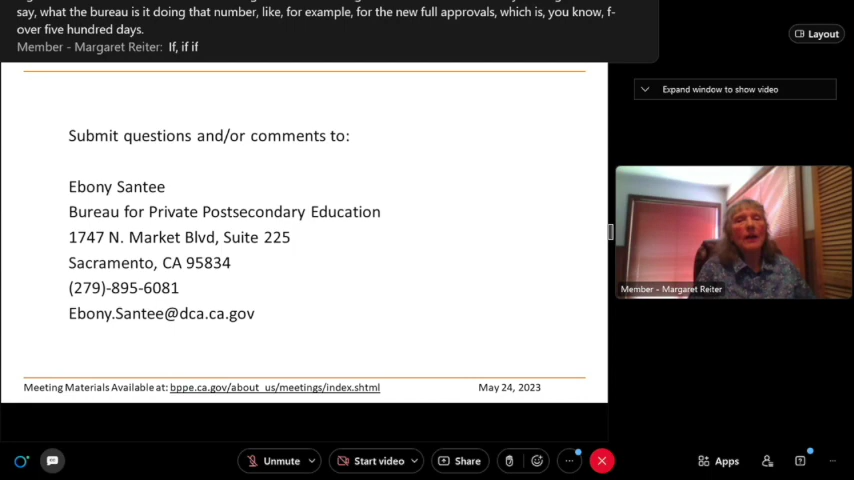 say, what the bureau is it doing that number, like, for example, for the new full approvals, which is, you know, f-
over five hundred days.
Member - Margaret Reiter: If, if if
Layout
Expand window to show video
Submit questions and/or comments to:
Ebony Santee
Bureau for Private Postsecondary Education
1747 N. Market Blvd, Suite 225
Sacramento, CA 95834
(279)-895-6081
Ebony.Santee@dca.ca.gov
Member - Margaret Reiter
Meeting Materials Available at: bppe.ca.gov/about_us/meetings/index.shtml
May 24, 2023
Unmute
Start video
Share
Apps